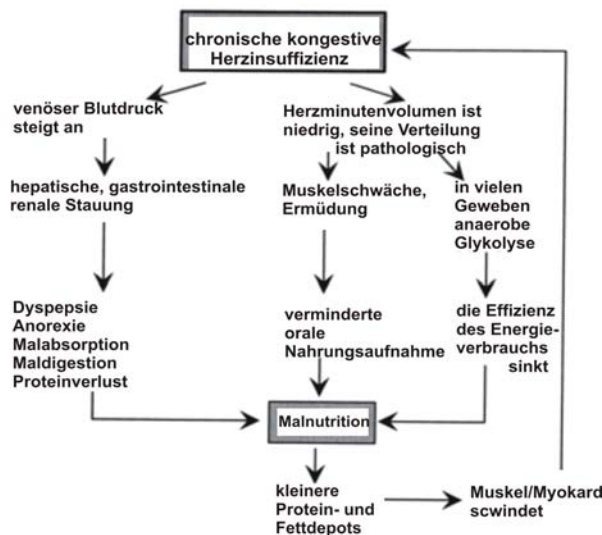 chronische kongestive
Herzinsuffizienz
venöser Blutdruck
steigt an
Herzminutenvolumen ist
niedrig, seine Verteilung
ist pathologisch
hepatische, gastrointestinale
renale Stauung
Muskelschwäche,
Ermüdung
in vielen
Geweben
anaerobe
Glykolyse
Dyspepsie
Anorexie
Malabsorption
Maldigestion
Proteinverlust
verminderte
orale
Nahrungsaufnahme
die Effizienz
des Energie-
verbrauchs
sinkt
Malnutrition
kleinere
Protein- und
Fettdepots
Muskel/Myokard
scwindet